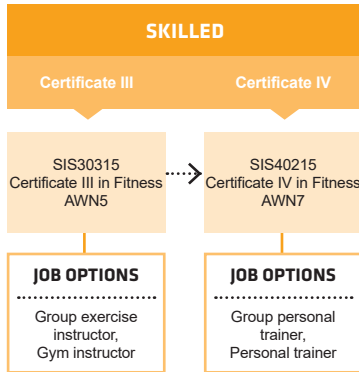 SKILLED
Certificate III
Certificate IV
SIS30315
Certificate III in Fitness
AWN5
SIS40215
Certificate IV in Fitness
AWN7
JOB OPTIONS
Group exercise
instructor,
Gym instructor
JOB OPTIONS
Group personal
trainer,
Personal trainer